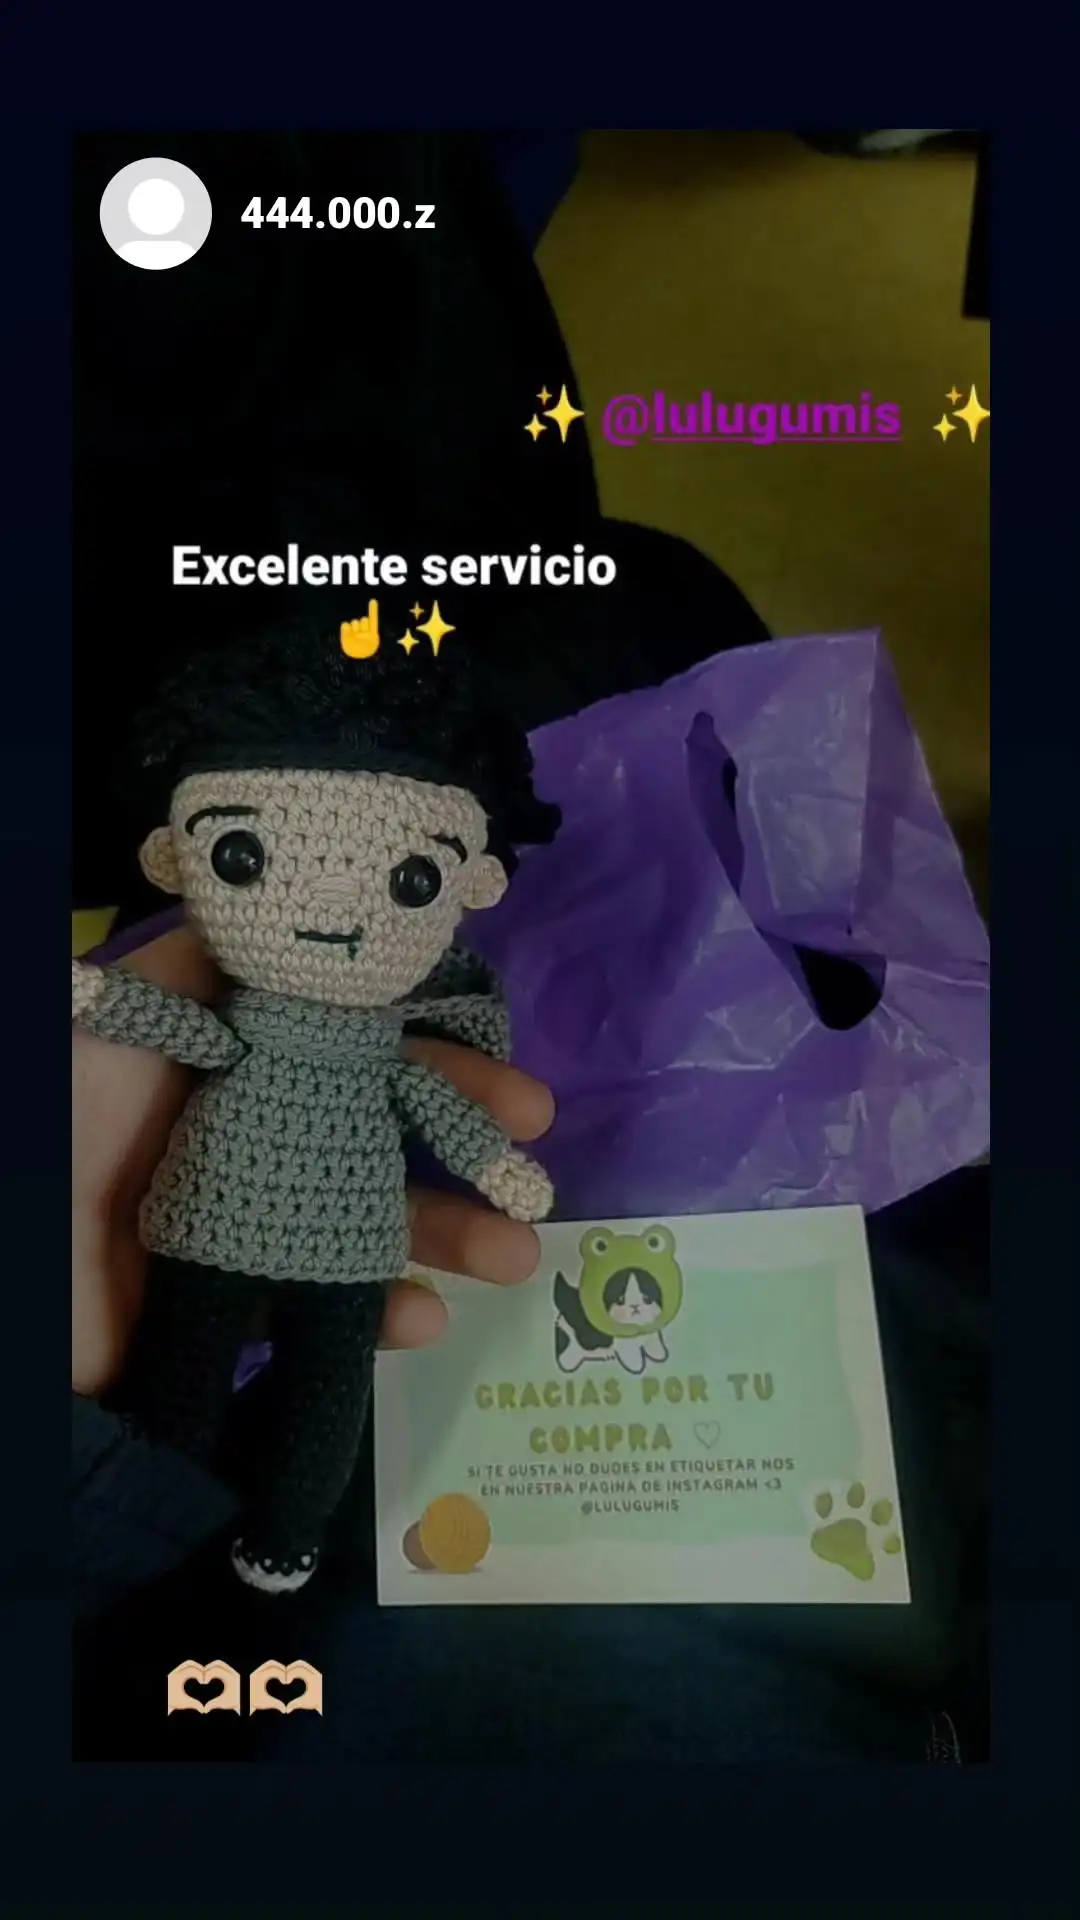 444.000.z
✨ @lulugumis ✨
Excelente servicio
☝️✨
GRACIAS POR TU
COMPRA ♡
SI TE GUSTA NO DUDES EN ETIQUETAR NOS
EN NUESTRA PAGINA DE INSTAGRAM <3
@LULUGUMIS
🫶🏼🫶🏼